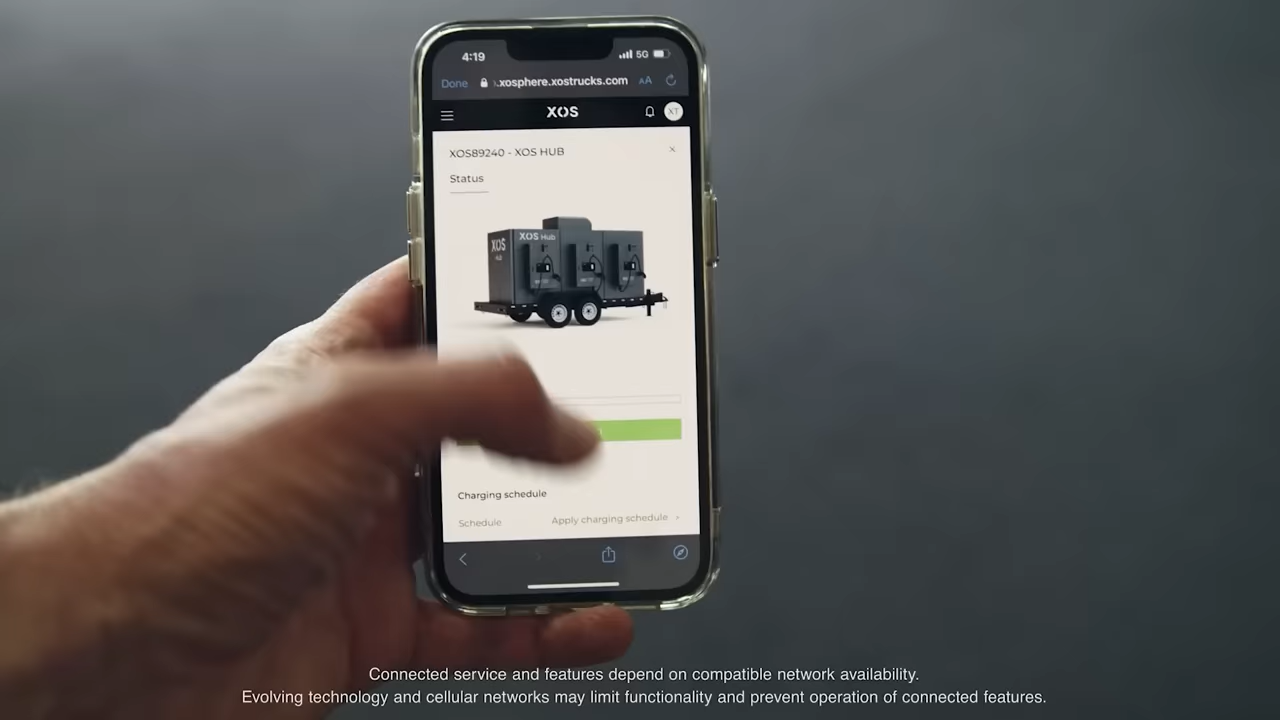 4:19
5G
Done
.xosphere.xostrucks.com
AA
XOS
XT
XOS89240 - XOS HUB
Status
XOS Hub
XOS
Charging schedule
Schedule
Apply charging schedule
Connected service and features depend on compatible network availability.
Evolving technology and cellular networks may limit functionality and prevent operation of connected features.